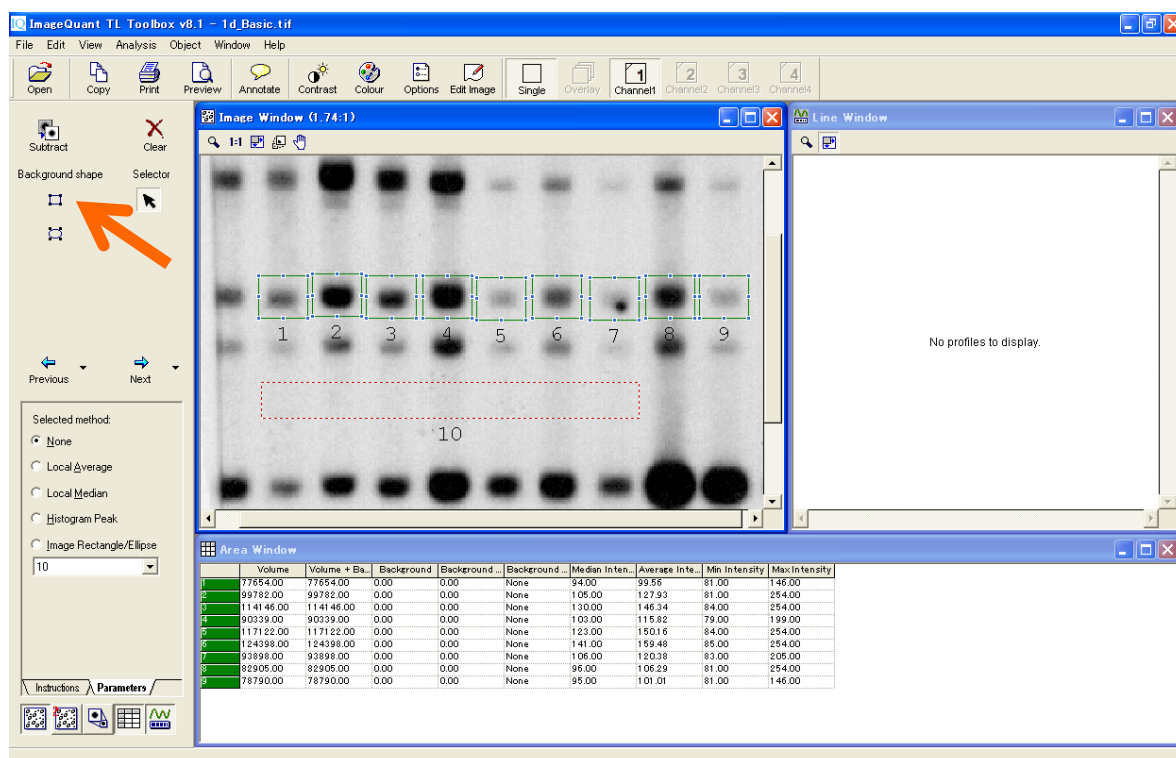 ImageQuant TL Toolbox v8.1 - 1d_Basic.tif
File Edit View Analysis Object Window Help
Open Copy Print Preview Annotate Contrast Colour Options Edit Image Single Overlay Channel1 Channel2 Channel3 Channel4
1 2 3 4
Subtract Clear
Background shape Selector
Previous Next
Selected method:
None
Local Average
Local Median
Histogram Peak
Image Rectangle/Ellipse
10
Instructions Parameters
Image Window (1.74:1)
1:1
1 2 3 4 5 6 7 8 9
10
Line Window
No profiles to display.
Area Window
Volume Volume + Ba... Background Background ... Background ... Median Inten... Average Inte... Min Intensity Max Intensity
1 77654.00 77654.00 0.00 0.00 None 94.00 99.56 81.00 146.00
2 99782.00 99782.00 0.00 0.00 None 105.00 127.93 81.00 254.00
3 114146.00 114146.00 0.00 0.00 None 130.00 146.34 84.00 254.00
4 90339.00 90339.00 0.00 0.00 None 103.00 115.82 79.00 199.00
5 117122.00 117122.00 0.00 0.00 None 123.00 150.16 84.00 254.00
6 124398.00 124398.00 0.00 0.00 None 141.00 159.48 85.00 254.00
7 93898.00 93898.00 0.00 0.00 None 106.00 120.38 83.00 205.00
8 82905.00 82905.00 0.00 0.00 None 96.00 106.29 81.00 254.00
9 78790.00 78790.00 0.00 0.00 None 95.00 101.01 81.00 146.00